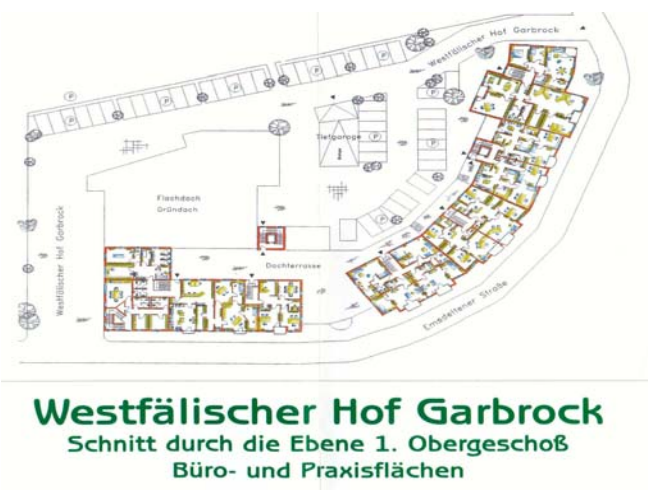 Westfälischer Hof Garbrock
P
P
P
P
P
P
Tiefgarage
P
P
Flachdach
Gründach
P
Westfälischer Hof Garbrock
Dachterrasse
Emsdettener Straße
Westfälischer Hof Garbrock
Schnitt durch die Ebene 1. Obergeschoß
Büro- und Praxisflächen